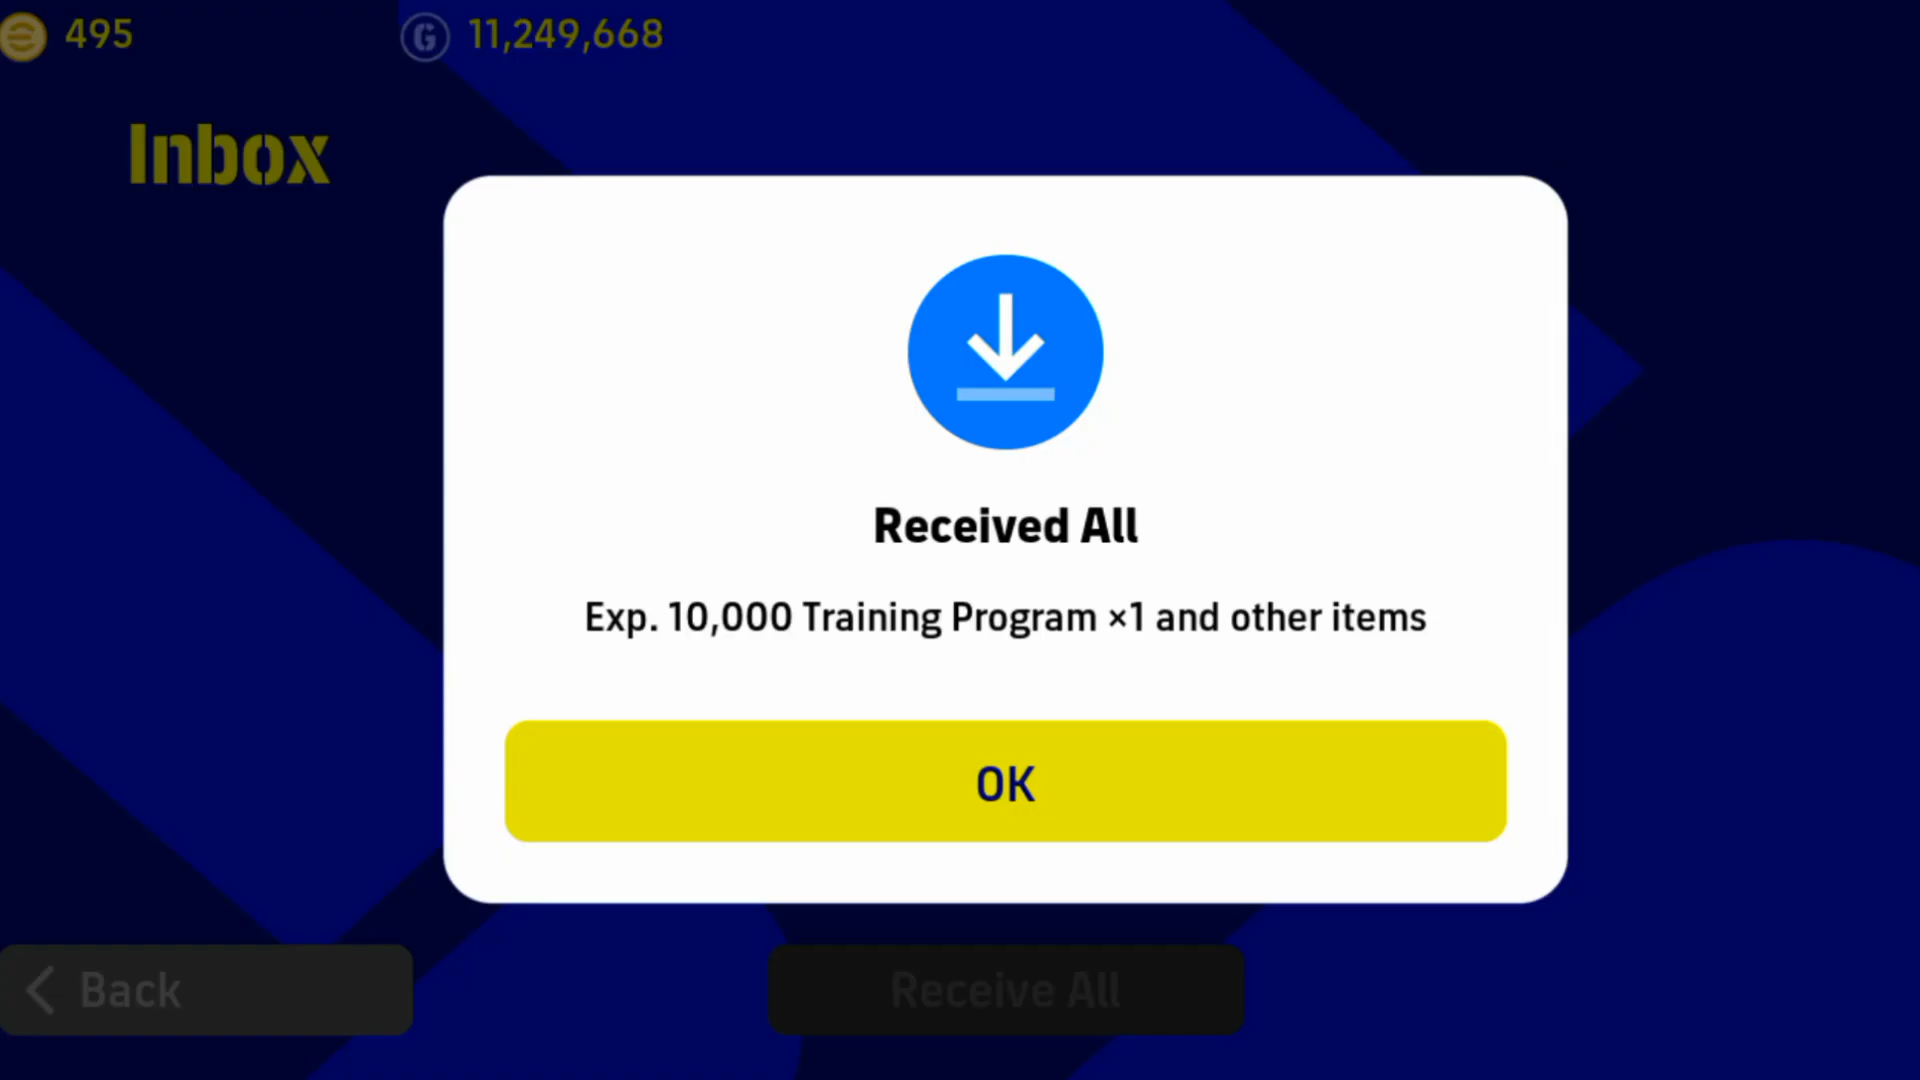 495
G 11,249,668
Inbox
Received All
Exp. 10,000 Training Program ×1 and other items
OK
Back
Receive All